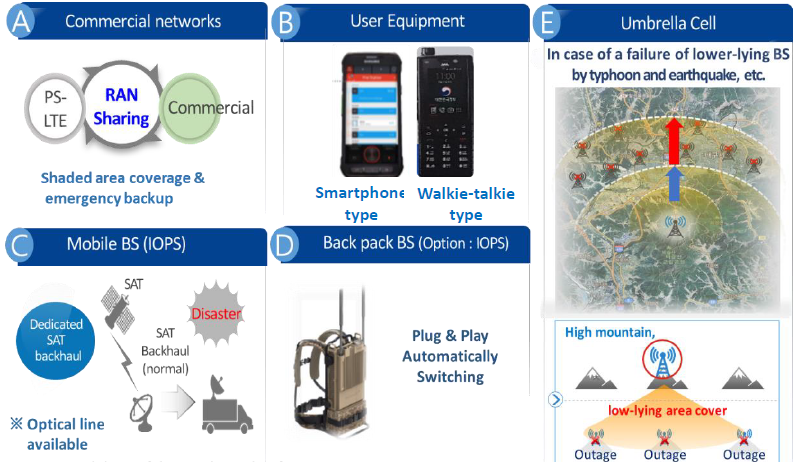 A
Commercial networks
PS-
LTE
RAN
Sharing
Commercial
Shaded area coverage &
emergency backup
B
User Equipment
Smartphone
type
Walkie-talkie
type
C
Mobile BS (IOPS)
Dedicated
SAT
backhaul
SAT
Disaster
SAT
Backhaul
(normal)
※ Optical line
available
D
Back pack BS (Option : IOPS)
Plug & Play
Automatically
Switching
E
Umbrella Cell
In case of a failure of lower-lying BS
by typhoon and earthquake, etc.
High mountain,
low-lying area cover
Outage
Outage
Outage